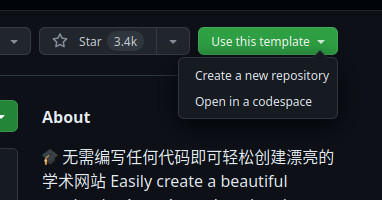 Star 3.4k
Use this template
Create a new repository
Open in a codespace
About
🎓 无需编写任何代码即可轻松创建漂亮的
学术网站 Easily create a beautiful